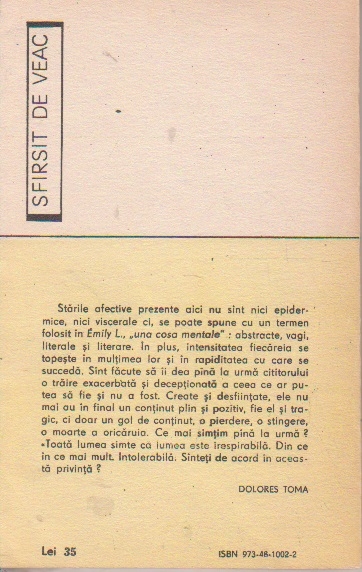 SFIRSIT DE VEAC
Stările afective prezente aici nu sînt nici epider-
mice, nici viscerale ci, se poate spune cu un termen
folosit în Emily L., „una cosa mentale" : abstracte, vagi,
literale și literare. În plus, intensitatea fiecăreia se
topește în mulțimea lor și în rapiditatea cu care se
succedă. Sînt făcute să îi dea pînă la urmă cititorului
o trăire exacerbată și decepționată a ceea ce ar pu-
tea să fie și nu a fost. Create și desființate, ele nu
mai au în final un conținut plin și pozitiv, fie el și tra-
gic, ci doar un gol de conținut, o pierdere, o stingere,
o moarte a oricăruia. Ce mai simțim pînă la urmă ?
„Toată lumea simte că lumea este irespirabilă. Din ce
în ce mai mult. Intolerabilă. Sînteți de acord în aceas-
tă privință ?
DOLORES TOMA
Lei 35
ISBN 973-48-1002-2